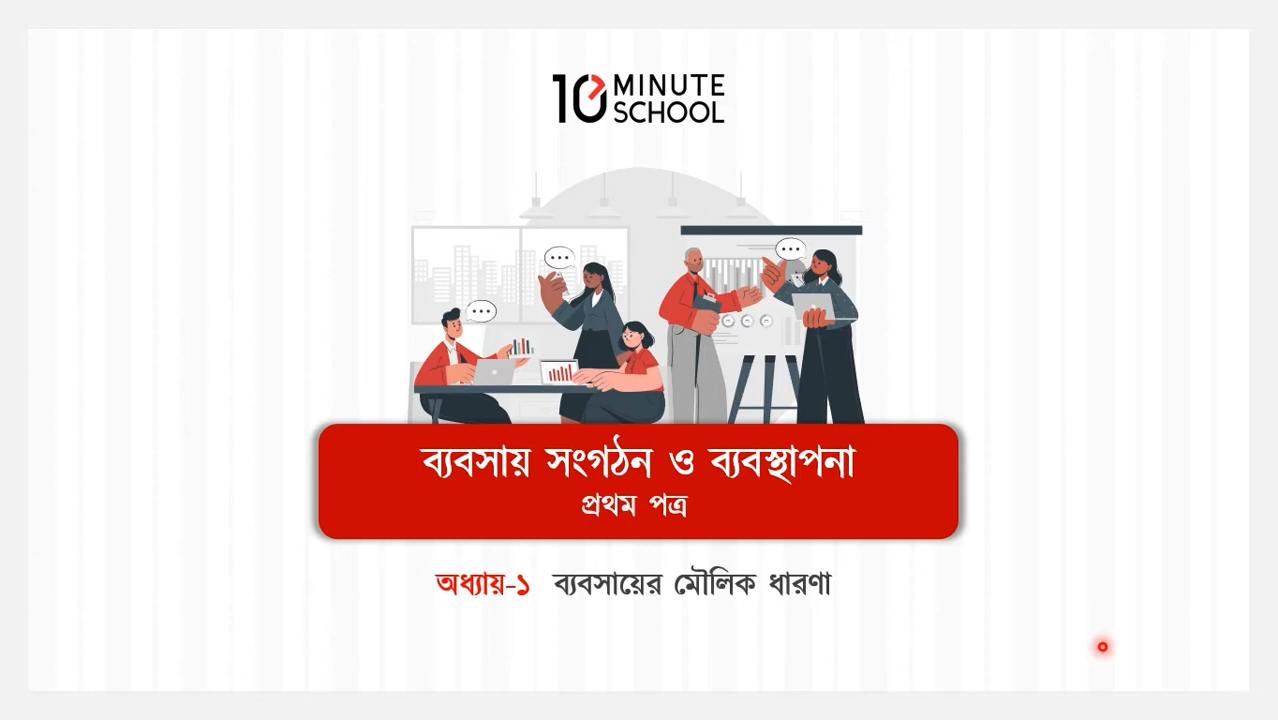 10 MINUTE
SCHOOL
ব্যবসায় সংগঠন ও ব্যবস্থাপনা
প্রথম পত্র
অধ্যায়-১ ব্যবসায়ের মৌলিক ধারণা